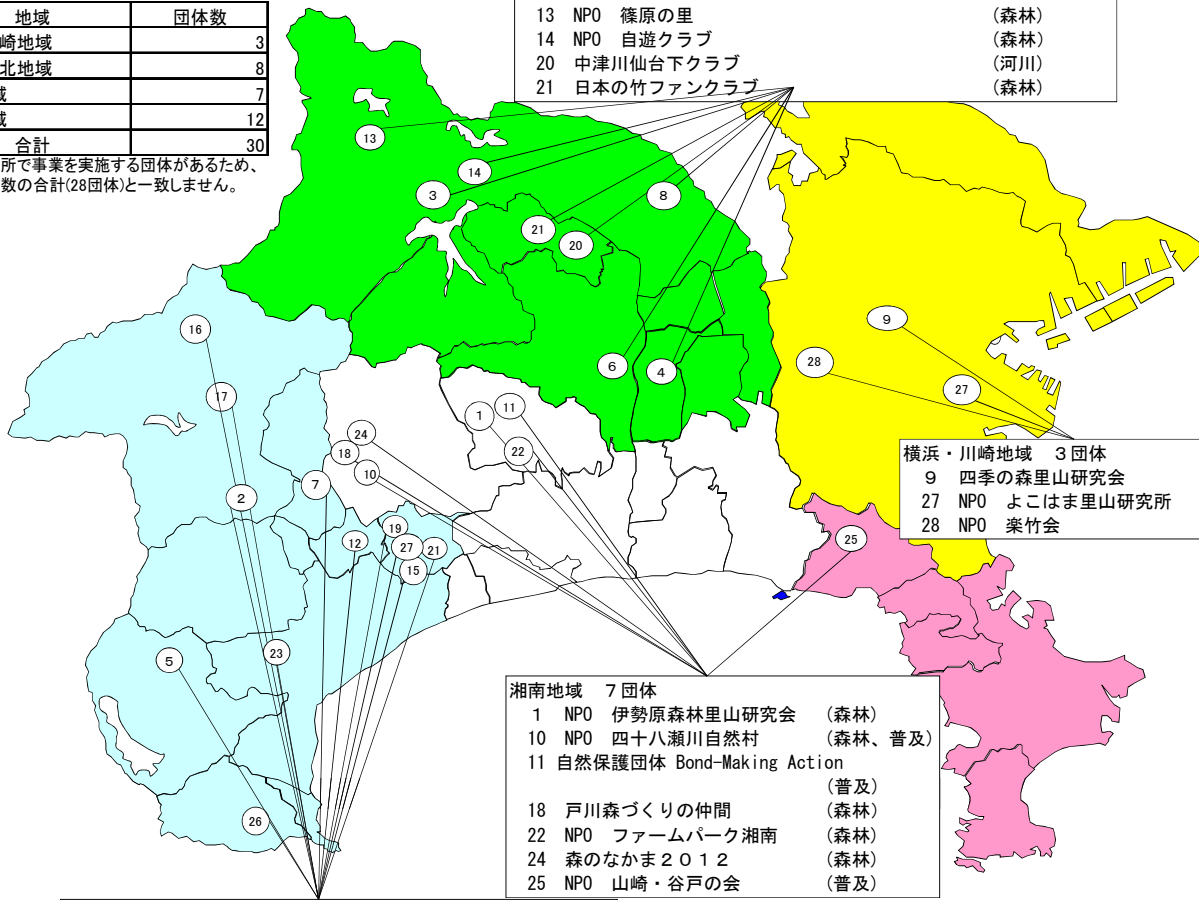 地域 団体数
崎地域 3
北地域 8
域 7
域 12
合計 30
所で事業を実施する団体があるため、
数の合計(28団体)と一致しません。
13 NPO 篠原の里 (森林)
14 NPO 自遊クラブ (森林)
20 中津川仙台下クラブ (河川)
21 日本の竹ファンクラブ (森林)
13
14
3
8
21
20
6
4
9
28
27
16
17
2
24
18
10
7
1
11
22
12
19
27
21
15
25
5
23
26
横浜・川崎地域 3団体
9 四季の森里山研究会
27 NPO よこはま里山研究所
28 NPO 楽竹会
湘南地域 7団体
1 NPO 伊勢原森林里山研究会 (森林)
10 NPO 四十八瀬川自然村 (森林、普及)
11 自然保護団体 Bond-Making Action
(普及)
18 戸川森づくりの仲間 (森林)
22 NPO ファームパーク湘南 (森林)
24 森のなかま2012 (森林)
25 NPO 山崎・谷戸の会 (普及)